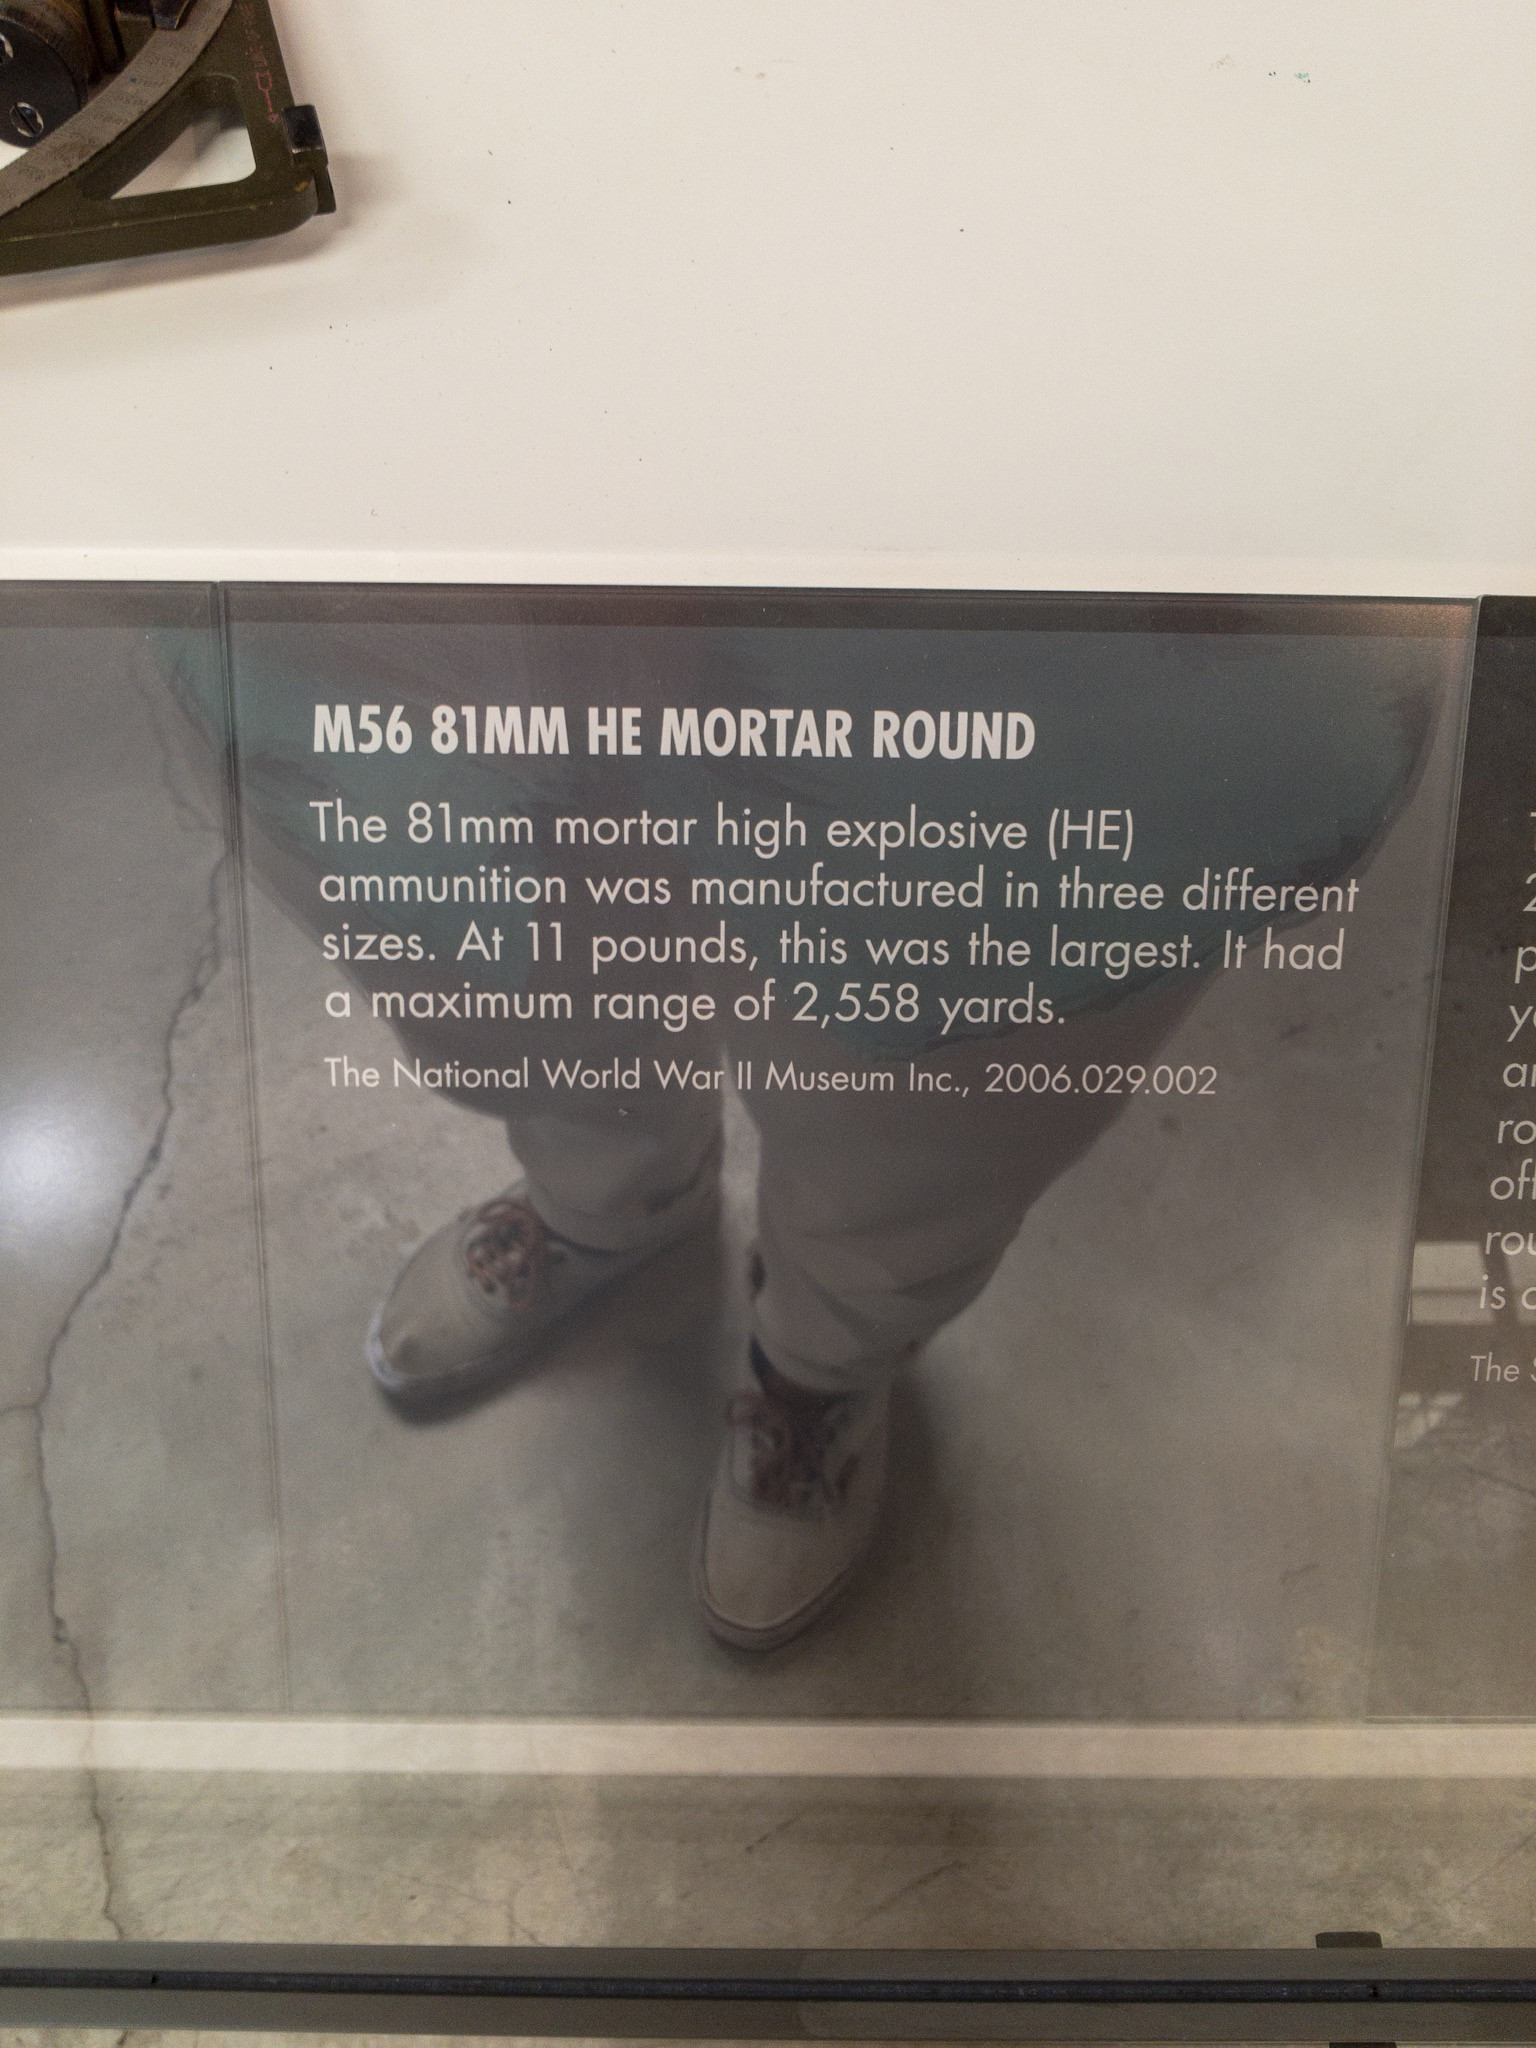 M56 81MM HE MORTAR ROUND
The 81mm mortar high explosive (HE)
ammunition was manufactured in three different
sizes. At 11 pounds, this was the largest. It had
a maximum range of 2,558 yards.
The National World War II Museum Inc., 2006.029.002
is
The